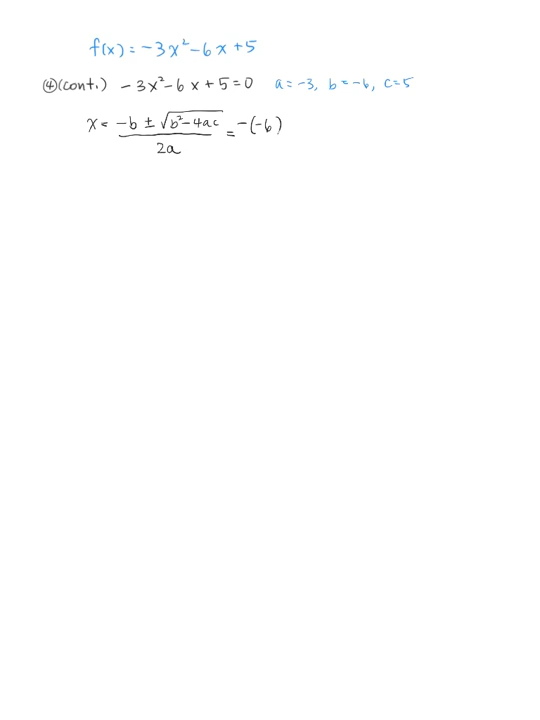 f(x) = -3x² - 6x + 5
④(cont.) -3x² - 6x + 5 = 0 a = -3, b = -6, c = 5
x = (-b ± √(b² - 4ac)) / 2a = -(-6)